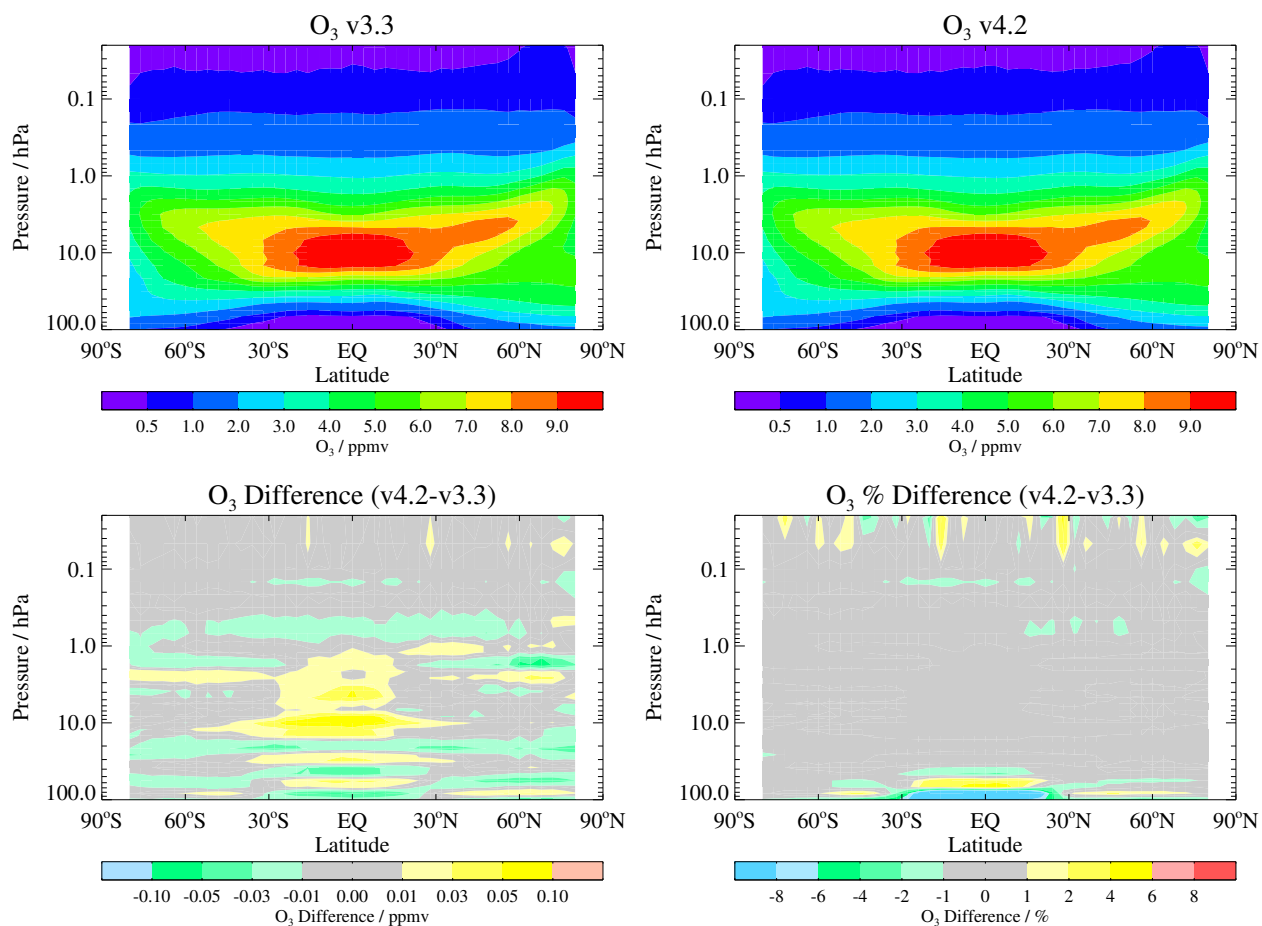 O₃ v3.3
Pressure / hPa
0.1
1.0
10.0
100.0
90°S 60°S 30°S EQ 30°N 60°N 90°N
Latitude
0.5 1.0 2.0 3.0 4.0 5.0 6.0 7.0 8.0 9.0
O₃ / ppmv
O₃ v4.2
Pressure / hPa
0.1
1.0
10.0
100.0
90°S 60°S 30°S EQ 30°N 60°N 90°N
Latitude
0.5 1.0 2.0 3.0 4.0 5.0 6.0 7.0 8.0 9.0
O₃ / ppmv
O₃ Difference (v4.2-v3.3)
Pressure / hPa
0.1
1.0
10.0
100.0
90°S 60°S 30°S EQ 30°N 60°N 90°N
Latitude
-0.10 -0.05 -0.03 -0.01 0.00 0.01 0.03 0.05 0.10
O₃ Difference / ppmv
O₃ % Difference (v4.2-v3.3)
Pressure / hPa
0.1
1.0
10.0
100.0
90°S 60°S 30°S EQ 30°N 60°N 90°N
Latitude
-8 -6 -4 -2 -1 0 1 2 4 6 8
O₃ Difference / %